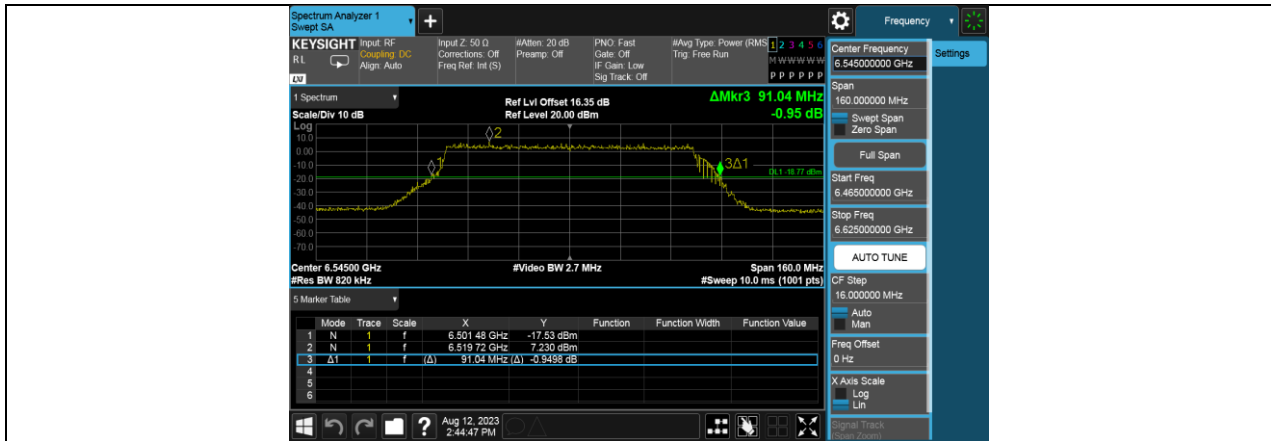 Spectrum Analyzer 1
Swept SA
+
Frequency
KEYSIGHT
RL
LXI
Input: RF
Coupling: DC
Align: Auto
Input Z: 50 Ω
Corrections: Off
Freq Ref: Int (S)
#Atten: 20 dB
Preamp: Off
PNO: Fast
Gate: Off
IF Gain: Low
Sig Track: Off
#Avg Type: Power (RMS
Trig: Free Run
1 2 3 4 5 6
M W W W W W
P P P P P P
1 Spectrum
Scale/Div 10 dB
Ref Lvl Offset 16.35 dB
Ref Level 20.00 dBm
ΔMkr3 91.04 MHz
-0.95 dB
Log
10.0
0.00
-10.0
-20.0
-30.0
-40.0
-50.0
-60.0
-70.0
1
2
3Δ1
DL1 -18.77 dBm
Center 6.54500 GHz
#Res BW 820 kHz
#Video BW 2.7 MHz
Span 160.0 MHz
#Sweep 10.0 ms (1001 pts)
5 Marker Table
Mode Trace Scale X Y Function Function Width Function Value
1 N 1 f 6.501 48 GHz -17.53 dBm
2 N 1 f 6.519 72 GHz 7.230 dBm
3 Δ1 1 f (Δ) 91.04 MHz (Δ) -0.9498 dB
4
5
6
Aug 12, 2023
2:44:47 PM
?
Center Frequency
6.545000000 GHz
Settings
Span
160.000000 MHz
Swept Span
Zero Span
Full Span
Start Freq
6.465000000 GHz
Stop Freq
6.625000000 GHz
AUTO TUNE
CF Step
16.000000 MHz
Auto
Man
Freq Offset
0 Hz
X Axis Scale
Log
Lin
Signal Track
(Span Zoom)